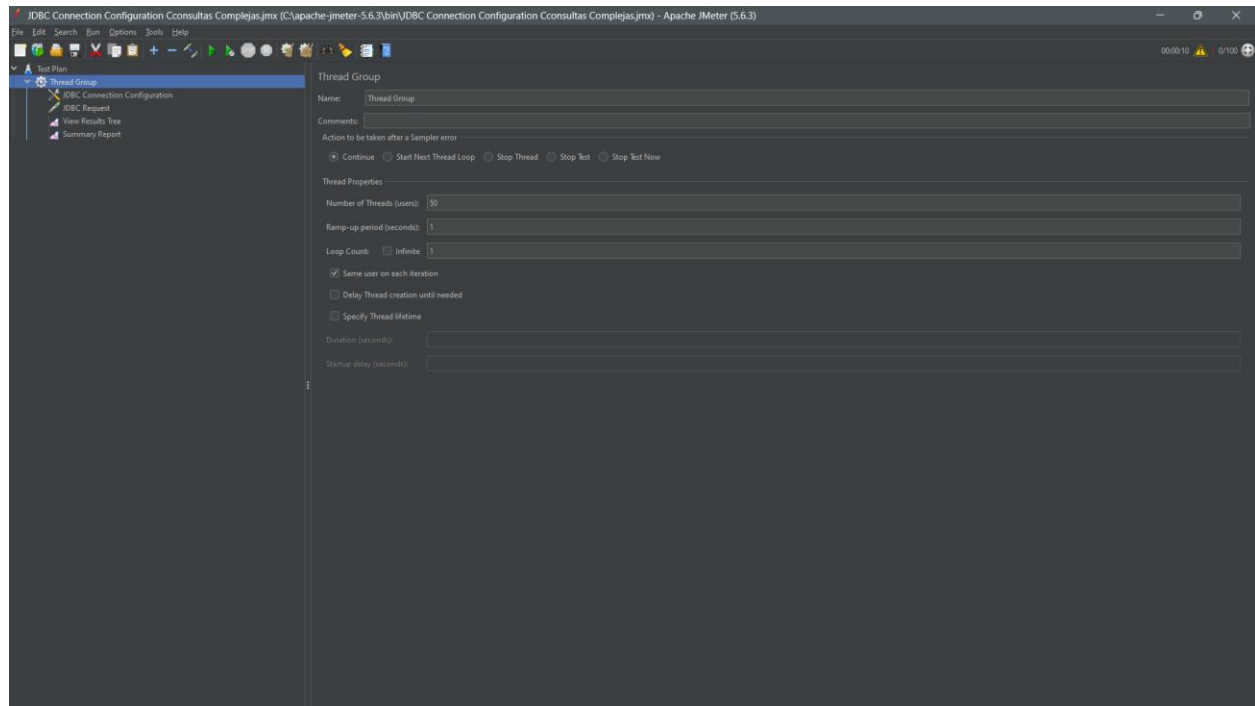 JDBC Connection Configuration Cconsultas Complejas.jmx (C:\apache-jmeter-5.6.3\bin\JDBC Connection Configuration Cconsultas Complejas.jmx) - Apache JMeter (5.6.3)
File Edit Search Run Options Tools Help
00:00:10 0/100
Test Plan
Thread Group
JDBC Connection Configuration
JDBC Request
View Results Tree
Summary Report
Thread Group
Name: Thread Group
Comments:
Action to be taken after a Sampler error
Continue Start Next Thread Loop Stop Thread Stop Test Stop Test Now
Thread Properties
Number of Threads (users): 50
Ramp-up period (seconds): 1
Loop Count: Infinite 1
Same user on each iteration
Delay Thread creation until needed
Specify Thread lifetime
Duration (seconds):
Startup delay (seconds):